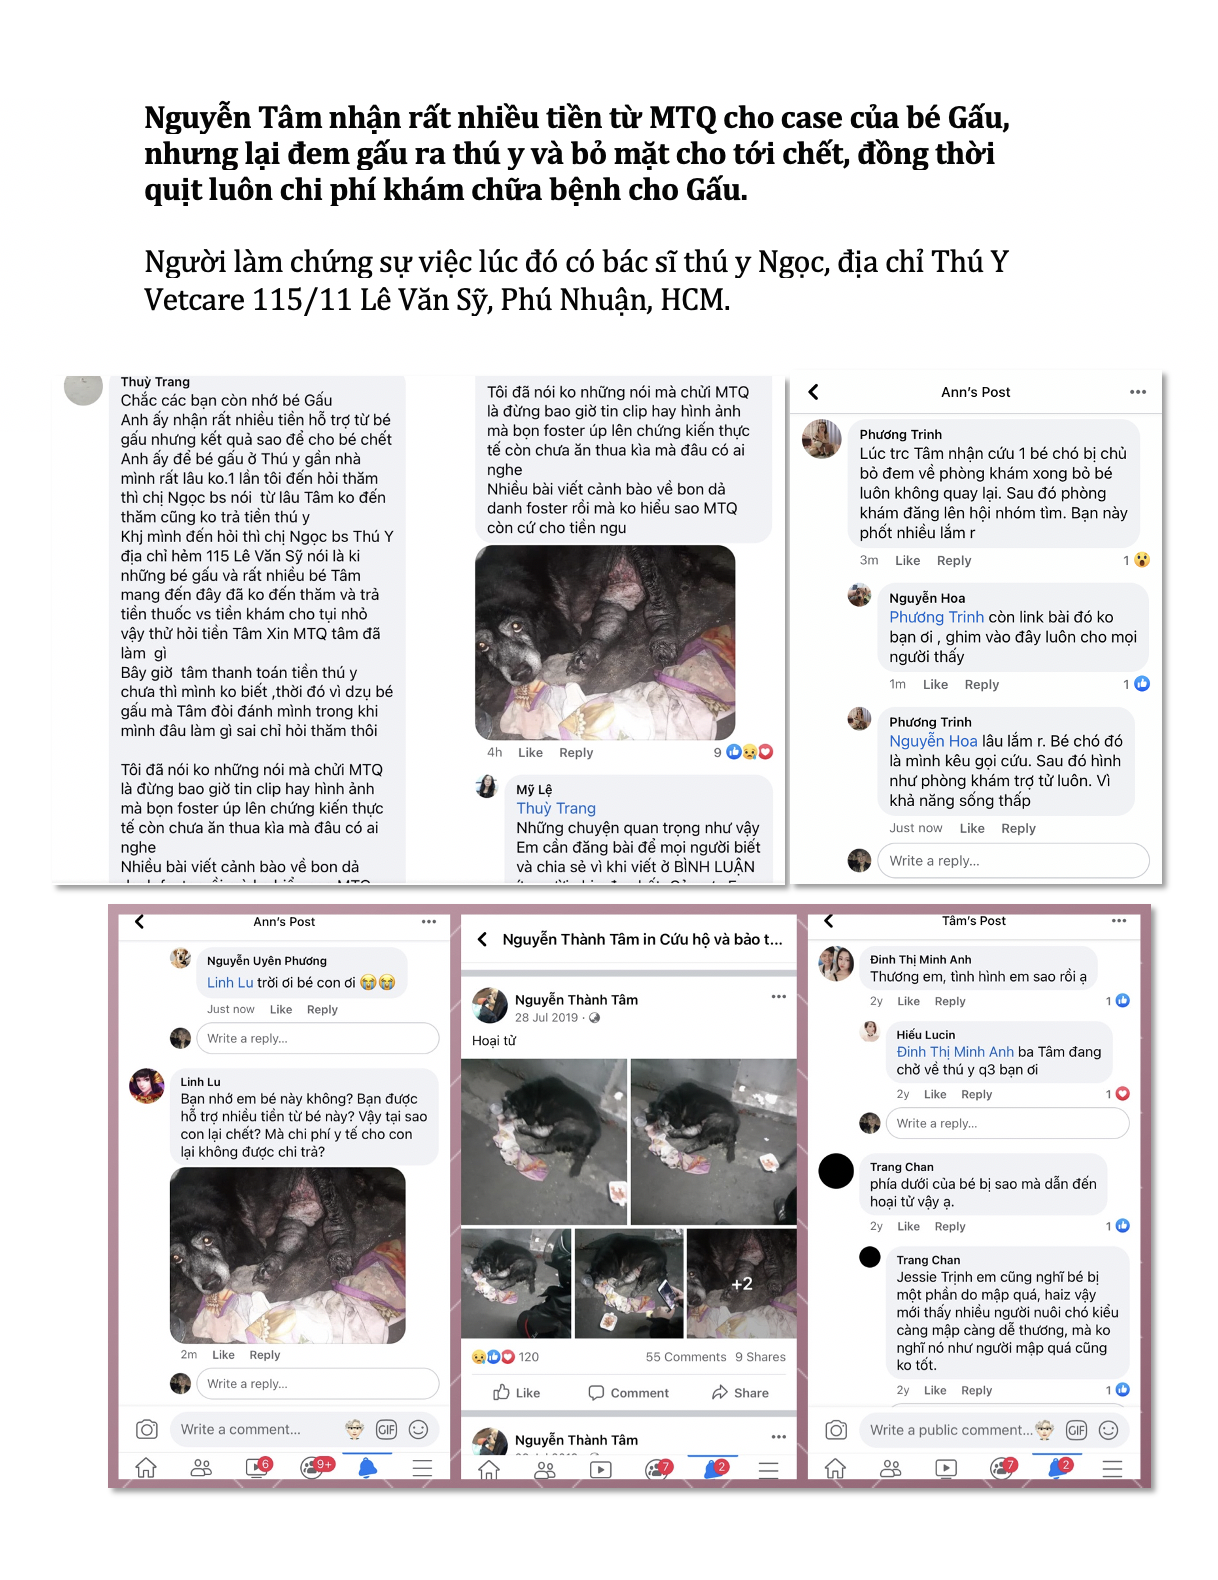 Nguyễn Tâm nhận rất nhiều tiền từ MTQ cho case của bé Gấu,
nhưng lại đem gấu ra thú y và bỏ mặt cho tới chết, đồng thời
quịt luôn chi phí khám chữa bệnh cho Gấu.
Người làm chứng sự việc lúc đó có bác sĩ thú y Ngọc, địa chỉ Thú Y
Vetcare 115/11 Lê Văn Sỹ, Phú Nhuận, HCM.
Thuỳ Trang
Chắc các bạn còn nhớ bé Gấu
Anh ấy nhận rất nhiều tiền hỗ trợ từ bé
gấu nhưng kết quả sao để cho bé chết
Anh ấy để bé gấu ở Thú y gần nhà
mình rất lâu ko.1 lần tôi đến hỏi thăm
thì chị Ngọc bs nói từ lâu Tâm ko đến
thăm cũng ko trả tiền thú y
Khj mình đến hỏi thì chị Ngọc bs Thú Y
địa chỉ hẻm 115 Lê Văn Sỹ nói là ki
những bé gấu và rất nhiều bé Tâm
mang đến đây đã ko đến thăm và trả
tiền thuốc vs tiền khám cho tụi nhỏ
vậy thử hỏi tiền Tâm Xin MTQ tâm đã
làm gì
Bây giờ tâm thanh toán tiền thú y
chưa thì mình ko biết ,thời đó vì dzụ bé
gấu mà Tâm đòi đánh mình trong khi
mình đâu làm gì sai chỉ hỏi thăm thôi
Tôi đã nói ko những nói mà chửi MTQ
là đừng bao giờ tin clip hay hình ảnh
mà bọn foster úp lên chứng kiến thực
tế còn chưa ăn thua kìa mà đâu có ai
nghe
Nhiều bài viết cảnh bào về bon dả
Tôi đã nói ko những nói mà chửi MTQ
là đừng bao giờ tin clip hay hình ảnh
mà bọn foster úp lên chứng kiến thực
tế còn chưa ăn thua kìa mà đâu có ai
nghe
Nhiều bài viết cảnh bào về bon dả
danh foster rồi mà ko hiểu sao MTQ
còn cứ cho tiền ngu
4h Like Reply 9
Mỹ Lệ
Thuỳ Trang
Những chuyện quan trọng như vậy
Em cần đăng bài để mọi người biết
và chia sẻ vì khi viết ở BÌNH LUẬN
Ann's Post
Phương Trinh
Lúc trc Tâm nhận cứu 1 bé chó bị chủ
bỏ đem về phòng khám xong bỏ bé
luôn không quay lại. Sau đó phòng
khám đăng lên hội nhóm tìm. Bạn này
phốt nhiều lắm r
3m Like Reply 1
Nguyễn Hoa
Phương Trinh còn link bài đó ko
bạn ơi , ghim vào đây luôn cho mọi
người thấy
1m Like Reply 1
Phương Trinh
Nguyễn Hoa lâu lắm r. Bé chó đó
là mình kêu gọi cứu. Sau đó hình
như phòng khám trợ tử luôn. Vì
khả năng sống thấp
Just now Like Reply
Write a reply...
Ann's Post
Nguyễn Uyên Phương
Linh Lu trời ơi bé con ơi 😭😭
Just now Like Reply
Write a reply...
Linh Lu
Bạn nhớ em bé này không? Bạn được
hỗ trợ nhiều tiền từ bé này? Vậy tại sao
con lại chết? Mà chi phí y tế cho con
lại không được chi trả?
2m Like Reply
Write a reply...
Write a comment... GIF
6 9+
Nguyễn Thành Tâm in Cứu hộ và bảo t...
Nguyễn Thành Tâm
28 Jul 2019 ·
Hoại tử
+2
120 55 Comments 9 Shares
Like Comment Share
Nguyễn Thành Tâm
7 2
Tâm's Post
Đinh Thị Minh Anh
Thương em, tình hình em sao rồi ạ
2y Like Reply 1
Hiếu Lucin
Đinh Thị Minh Anh ba Tâm đang
chờ về thú y q3 bạn ơi
2y Like Reply 1
Write a reply...
Trang Chan
phía dưới của bé bị sao mà dẫn đến
hoại tử vậy ạ.
2y Like Reply 1
Trang Chan
Jessie Trịnh em cũng nghĩ bé bị
một phần do mập quá, haiz vậy
mới thấy nhiều người nuôi chó kiểu
càng mập càng dễ thương, mà ko
nghĩ nó như người mập quá cũng
ko tốt.
2y Like Reply 1
Write a public comment... GIF
7 2